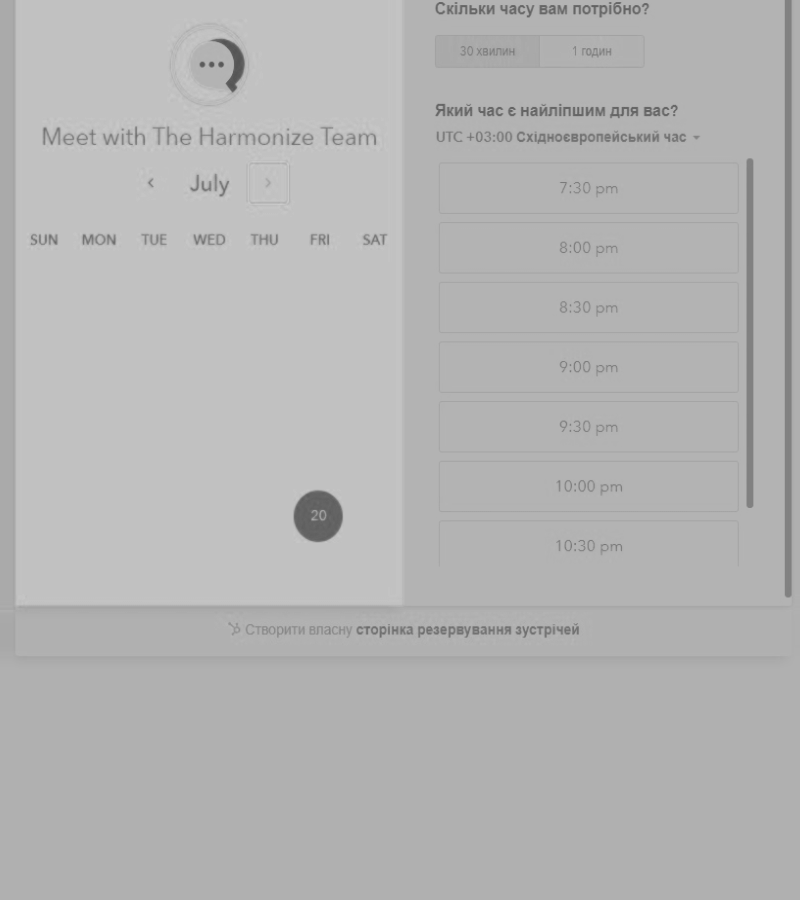 Meet with The Harmonize Team
July
SUN MON TUE WED THU FRI SAT
20
Скільки часу вам потрібно?
30 хвилин 1 годин
Який час є найліпшим для вас?
UTC +03:00 Східноєвропейський час
7:30 pm
8:00 pm
8:30 pm
9:00 pm
9:30 pm
10:00 pm
10:30 pm
Створити власну сторінка резервування зустрічей